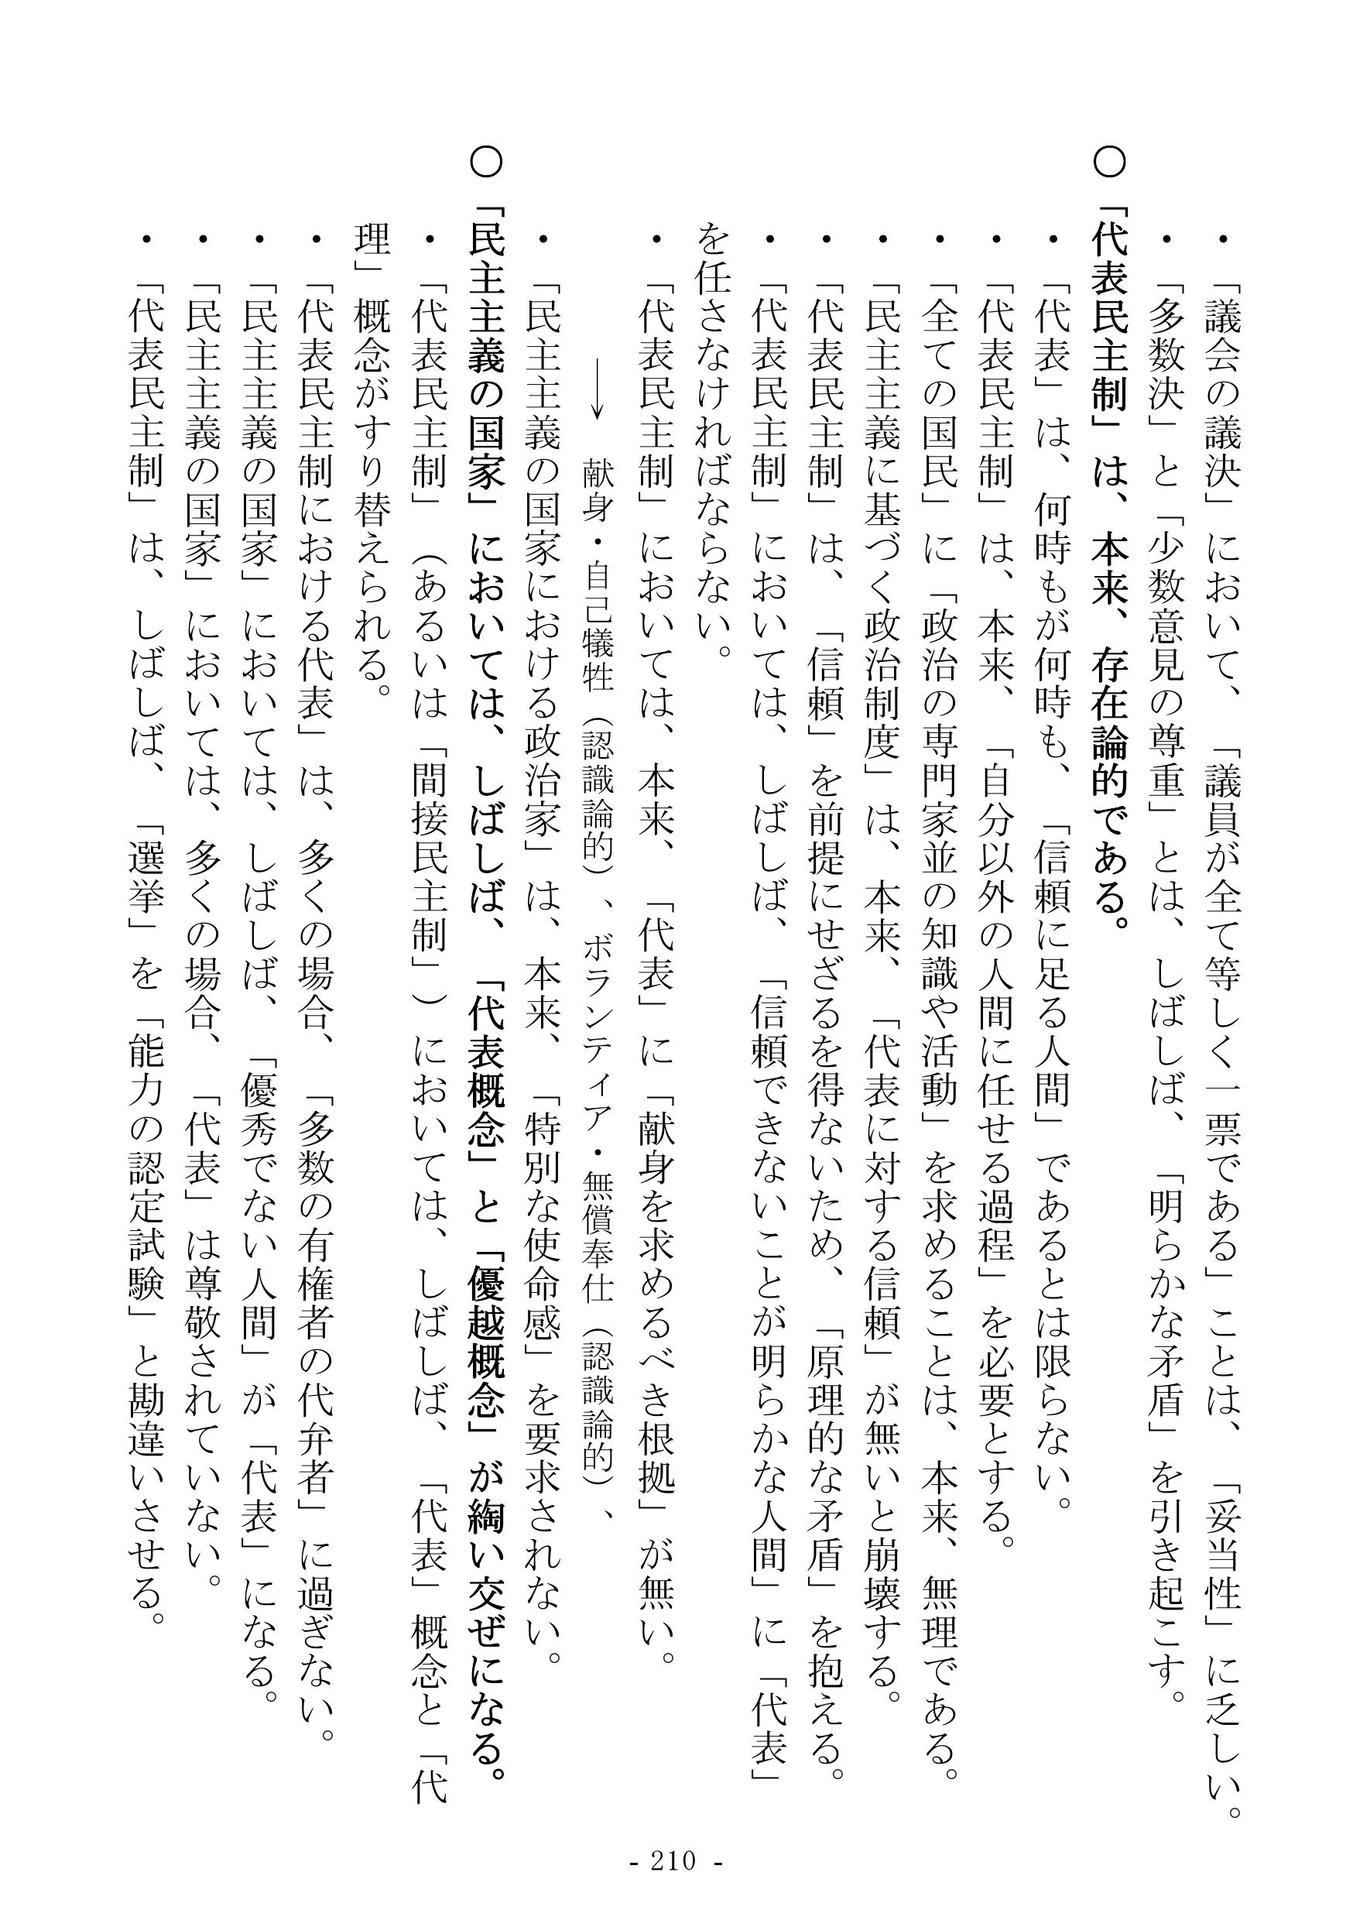 ・「議会の議決」において、「議員が全て等しく一票である」ことは、「妥当性」に乏しい。
・「多数決」と「少数意見の尊重」とは、しばしば、「明らかな矛盾」を引き起こす。
○「代表民主制」は、本来、存在論的である。
・「代表」は、何時もが何時も、「信頼に足る人間」であるとは限らない。
・「代表民主制」は、本来、「自分以外の人間に任せる過程」を必要とする。
・「全ての国民」に「政治の専門家並の知識や活動」を求めることは、本来、無理である。
・「民主主義に基づく政治制度」は、本来、「代表に対する信頼」が無いと崩壊する。
・「代表民主制」は、「信頼」を前提にせざるを得ないため、「原理的な矛盾」を抱える。
・「代表民主制」においては、しばしば、「信頼できないことが明らかな人間」に「代表」
を任さなければならない。
・「代表民主制」においては、本来、「代表」に「献身を求めるべき根拠」が無い。
→ 献身・自己犠牲（認識論的）、ボランティア・無償奉仕（認識論的）、
・「民主主義の国家における政治家」は、本来、「特別な使命感」を要求されない。
○「民主主義の国家」においては、しばしば、「代表概念」と「優越概念」が綯い交ぜになる。
・「代表民主制」（あるいは「間接民主制」）においては、しばしば、「代表」概念と「代
理」概念がすり替えられる。
・「代表民主制における代表」は、多くの場合、「多数の有権者の代弁者」に過ぎない。
・「民主主義の国家」においては、しばしば、「優秀でない人間」が「代表」になる。
・「民主主義の国家」においては、多くの場合、「代表」は尊敬されていない。
・「代表民主制」は、しばしば、「選挙」を「能力の認定試験」と勘違いさせる。
- 210 -